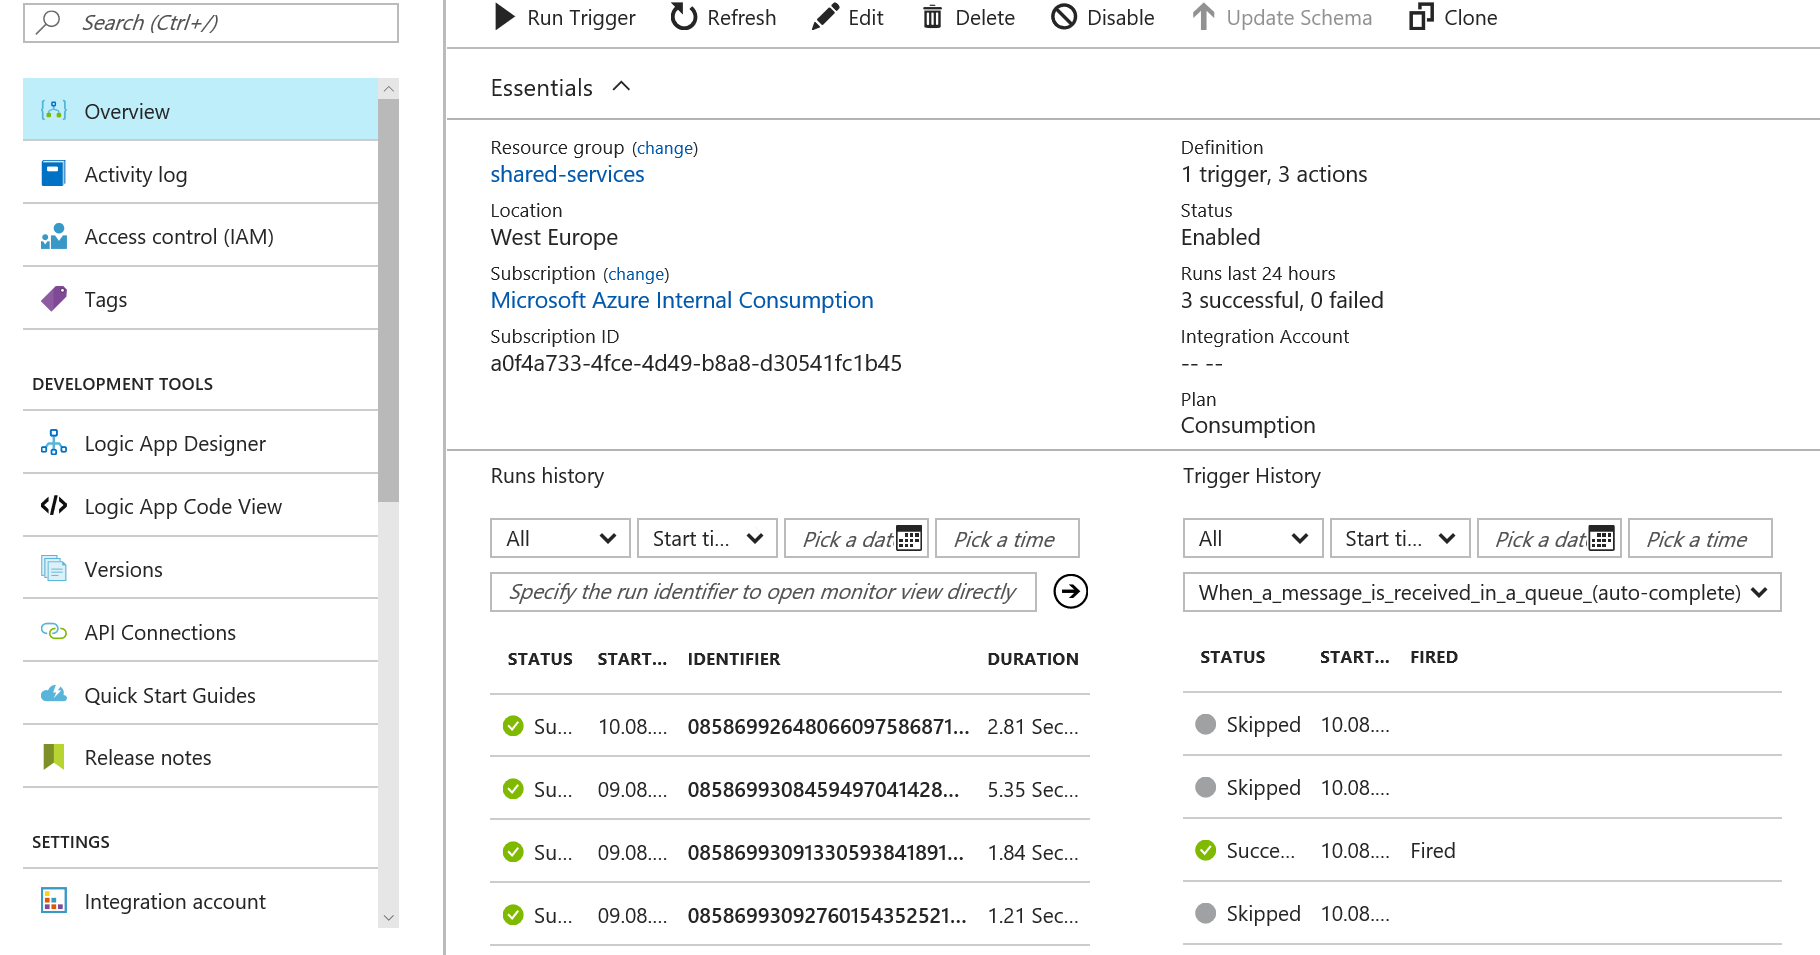 Search (Ctrl+/)
Overview
Activity log
Access control (IAM)
Tags
DEVELOPMENT TOOLS
Logic App Designer
Logic App Code View
Versions
API Connections
Quick Start Guides
Release notes
SETTINGS
Integration account
Run Trigger Refresh Edit Delete Disable Update Schema Clone
Essentials
Resource group (change)
shared-services
Location
West Europe
Subscription (change)
Microsoft Azure Internal Consumption
Subscription ID
a0f4a733-4fce-4d49-b8a8-d30541fc1b45
Definition
1 trigger, 3 actions
Status
Enabled
Runs last 24 hours
3 successful, 0 failed
Integration Account
-- --
Plan
Consumption
Runs history
All Start ti... Pick a dat Pick a time
Specify the run identifier to open monitor view directly
STATUS START... IDENTIFIER DURATION
Su... 10.08.... 08586992648066097586871... 2.81 Sec...
Su... 09.08.... 0858699308459497041428... 5.35 Sec...
Su... 09.08.... 08586993091330593841891... 1.84 Sec...
Su... 09.08.... 08586993092760154352521... 1.21 Sec...
Trigger History
All Start ti... Pick a dat Pick a time
When_a_message_is_received_in_a_queue_(auto-complete)
STATUS START... FIRED
Skipped 10.08....
Skipped 10.08....
Succe... 10.08.... Fired
Skipped 10.08....